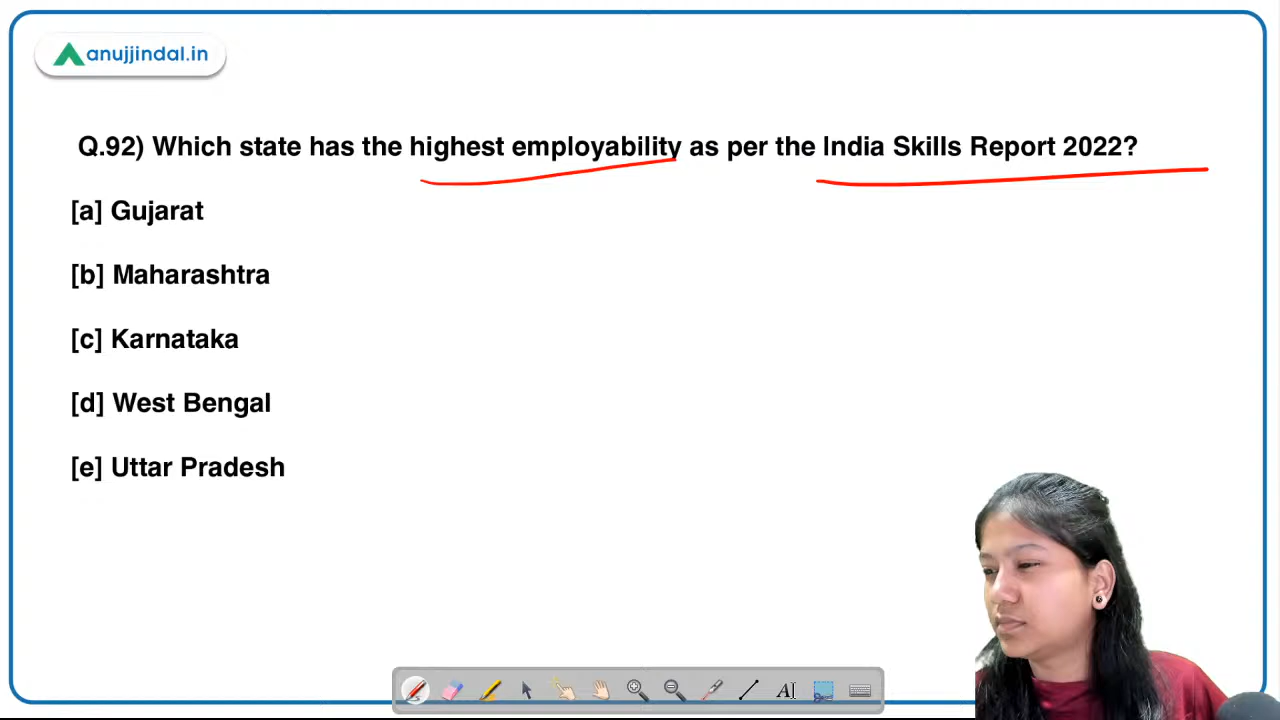 anujjindal.in
Q.92) Which state has the highest employability as per the India Skills Report 2022?
[a] Gujarat
[b] Maharashtra
[c] Karnataka
[d] West Bengal
[e] Uttar Pradesh
A